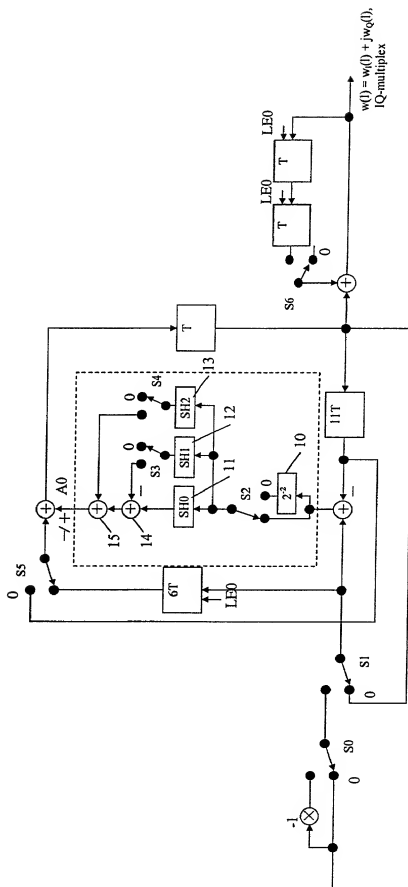 -1
0
S0
0
S1
0
S5
-/+
A0
6T
LE0
15
14
SH0
11
S3
0
SH1
12
S4
0
SH2
13
S2
0
2⁻²
10
-
-
T
11T
-
S6
0
T
LE0
T
LE0
w(l) = w_I(l) + jw_Q(l),
IQ-multiplex